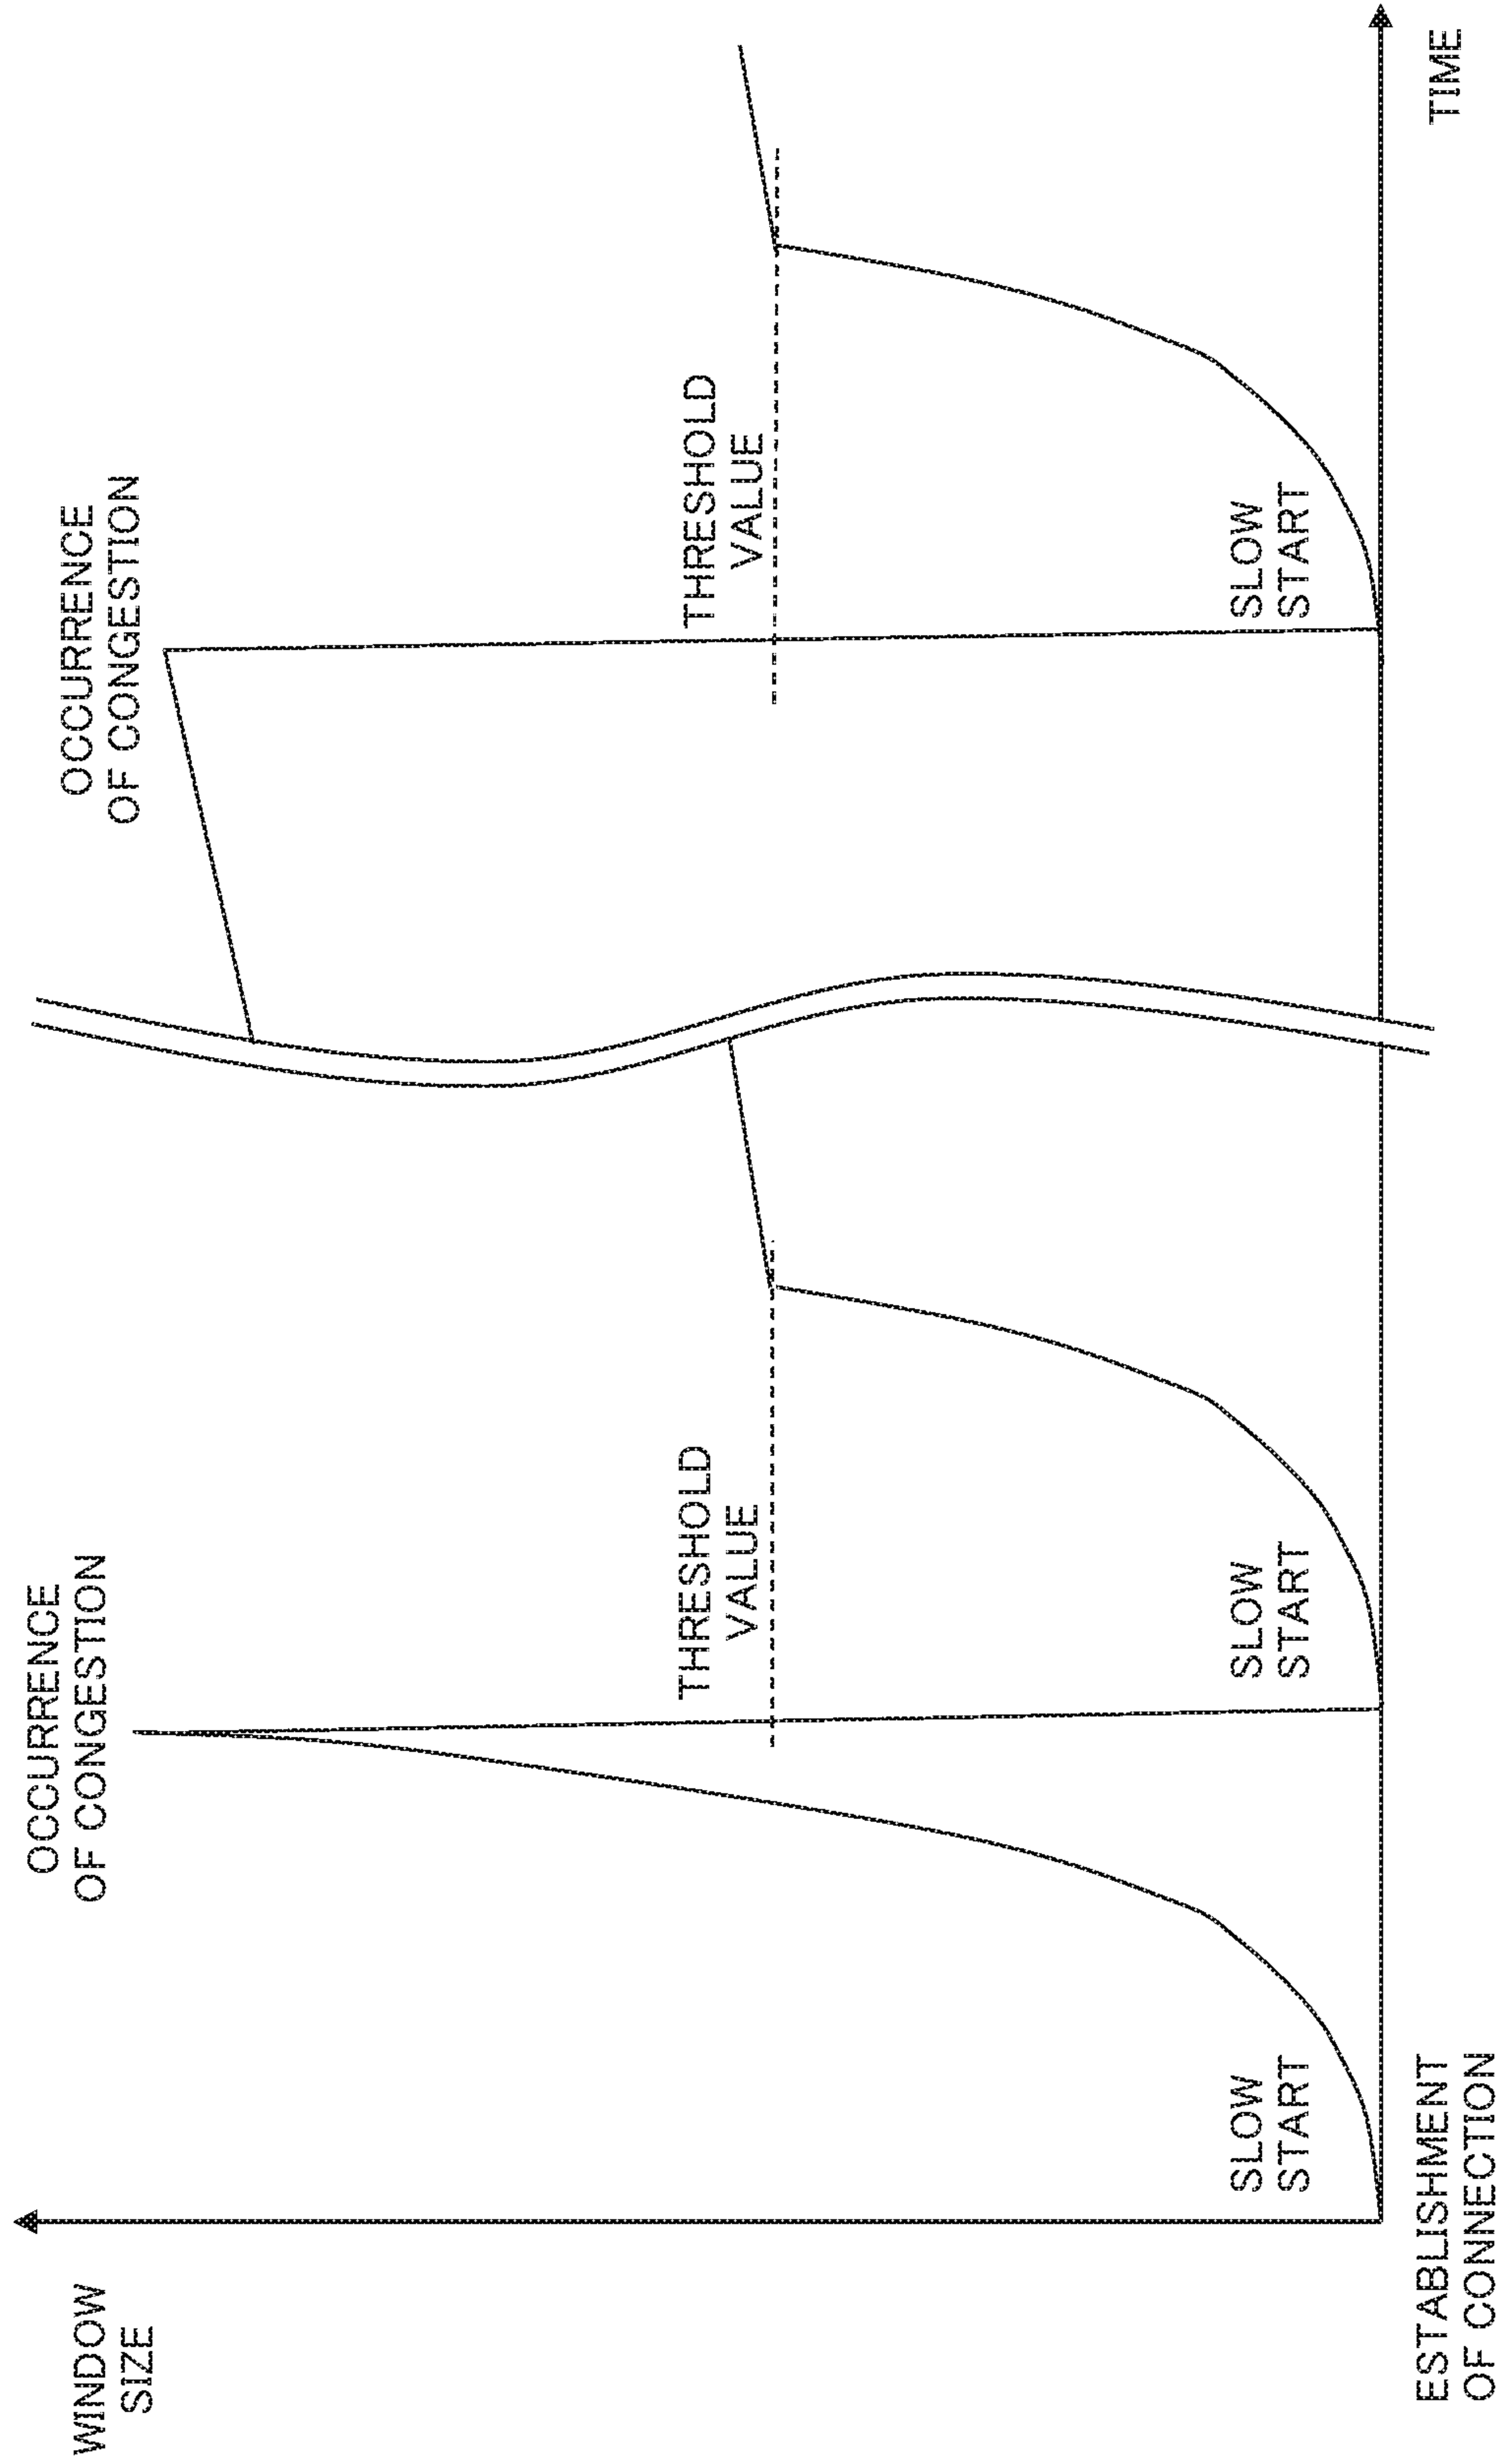 WINDOW
SIZE
OCCURRENCE
OF CONGESTION
OCCURRENCE
OF CONGESTION
THRESHOLD
VALUE
THRESHOLD
VALUE
SLOW
START
SLOW
START
SLOW
START
ESTABLISHMENT
OF CONNECTION
TIME